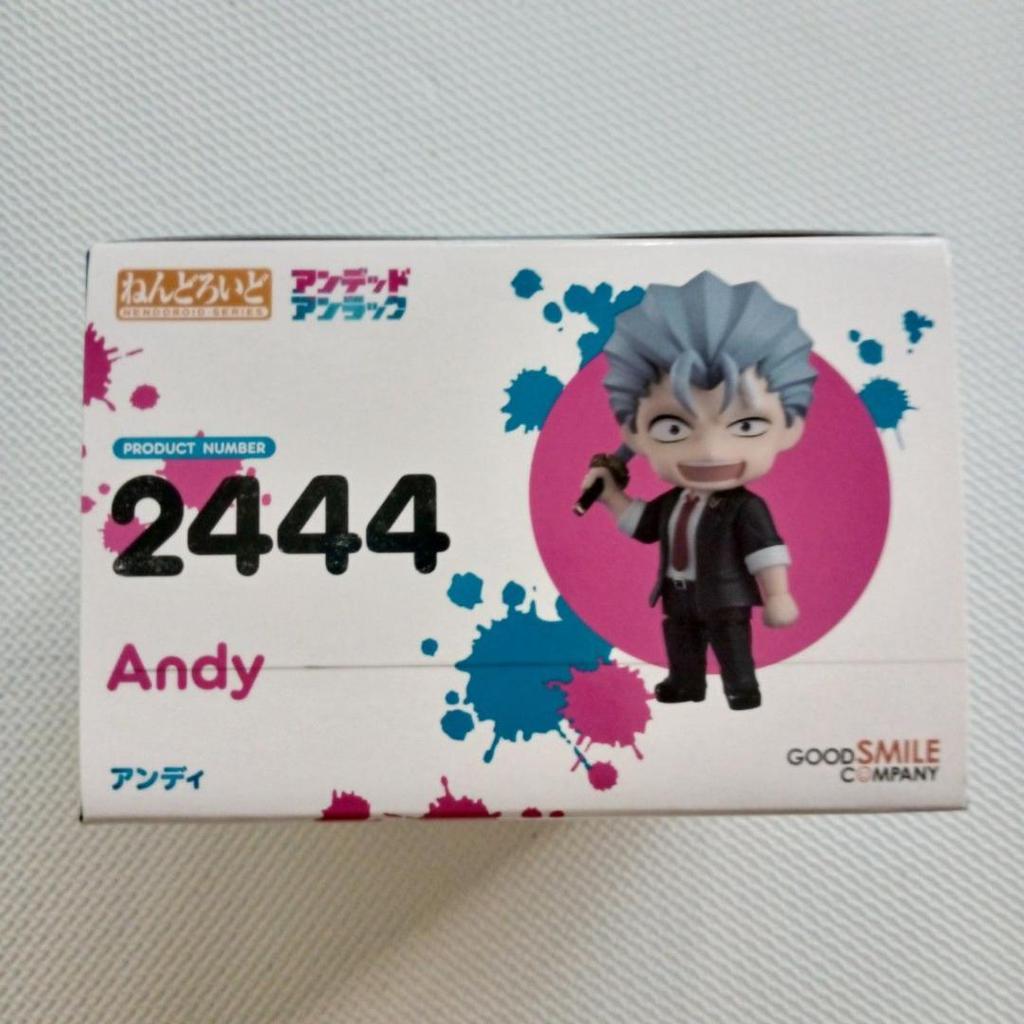 ねんどろいど
NENDOROID SERIES
アンデッド
アンラック
PRODUCT NUMBER
2444
Andy
アンディ
GOOD SMILE
COMPANY